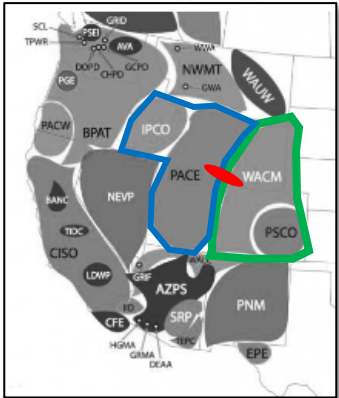 GRID
SCL
PSEI
AVA
TPWR
WWA
DOPD
GCPD
CHPD
NWMT
WAUW
PGE
GWA
IPCO
PACW
BPAT
PACE
WACM
NEVP
BANC
TIDC
PSCO
CISO
LDWP
GRIF
AZPS
IID
SRP
PNM
CFE
TEPC
HGMA
GRMA
DEAA
EPE